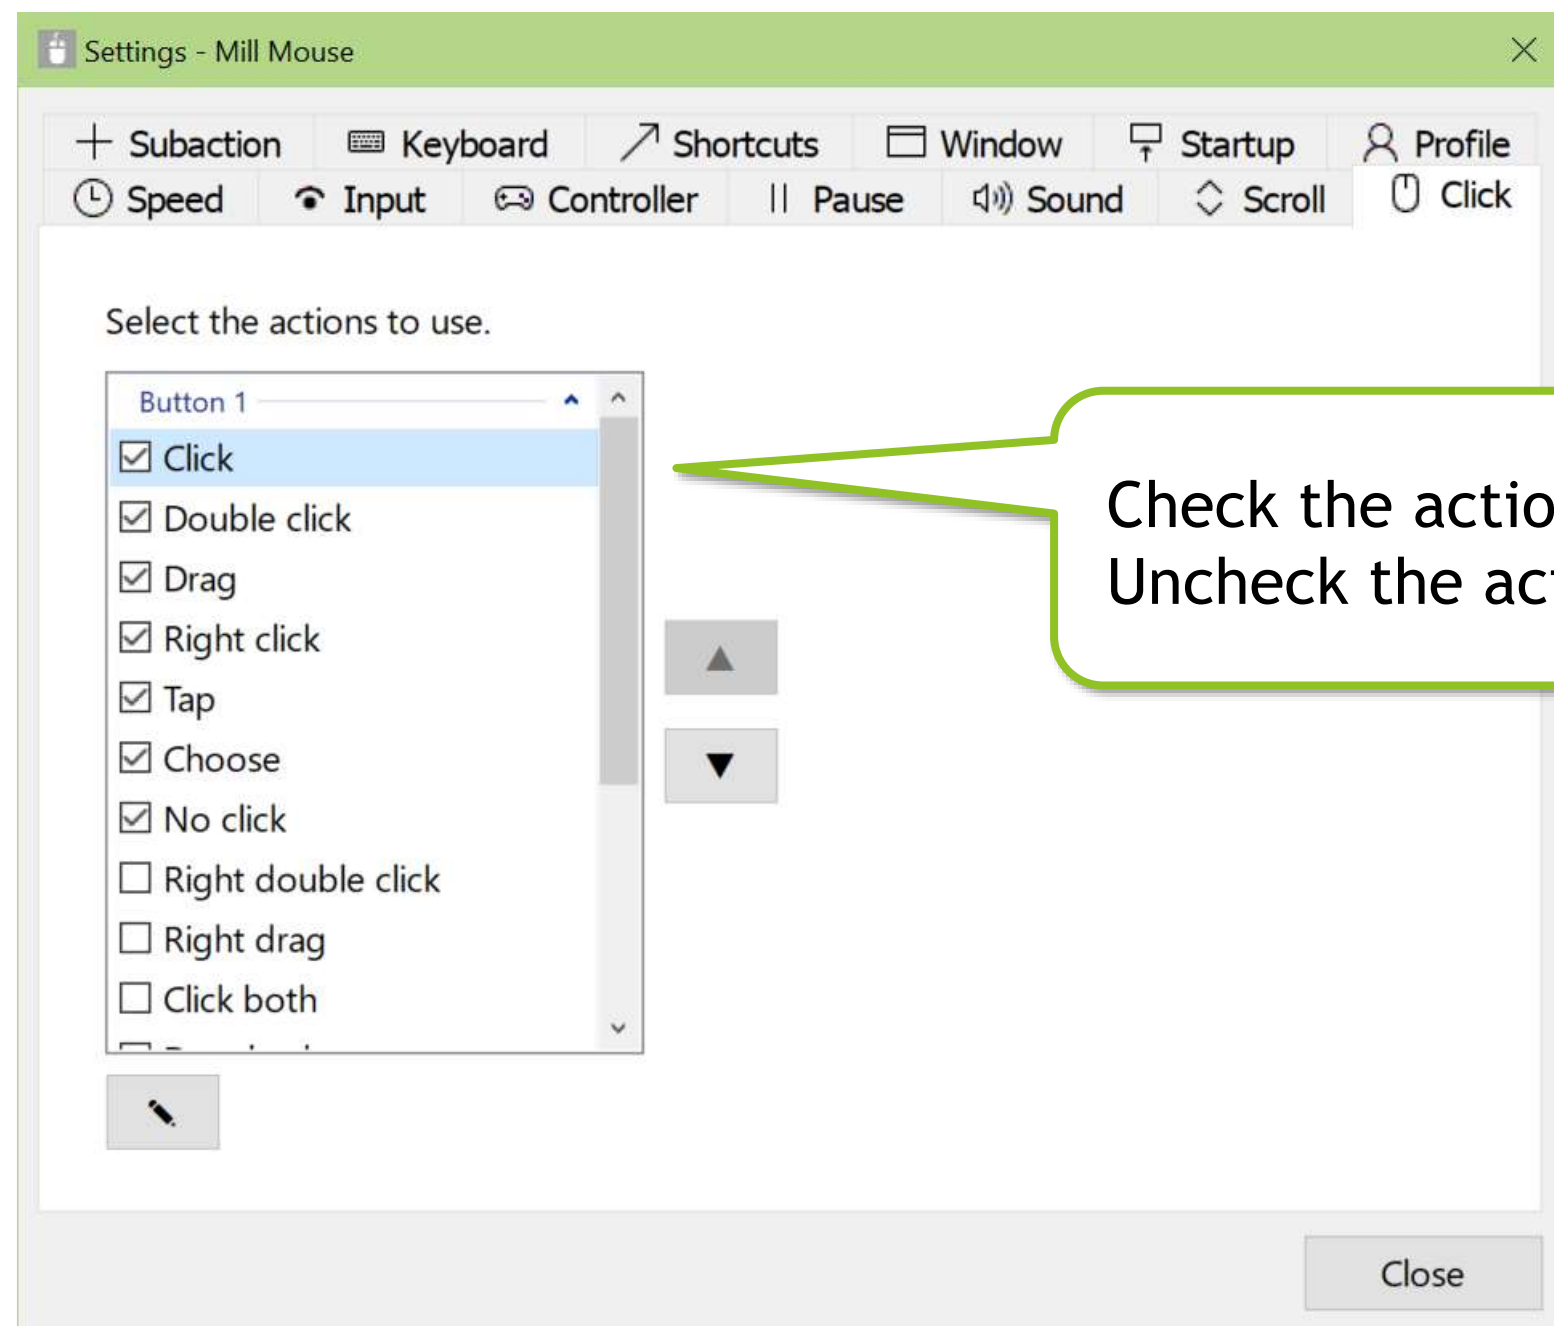 Settings - Mill Mouse
Subaction Keyboard Shortcuts Window Startup Profile
Speed Input Controller Pause Sound Scroll Click
Select the actions to use.
Button 1
Click
Double click
Drag
Right click
Tap
Choose
No click
Right double click
Right drag
Click both
Check the actio
Uncheck the
Close